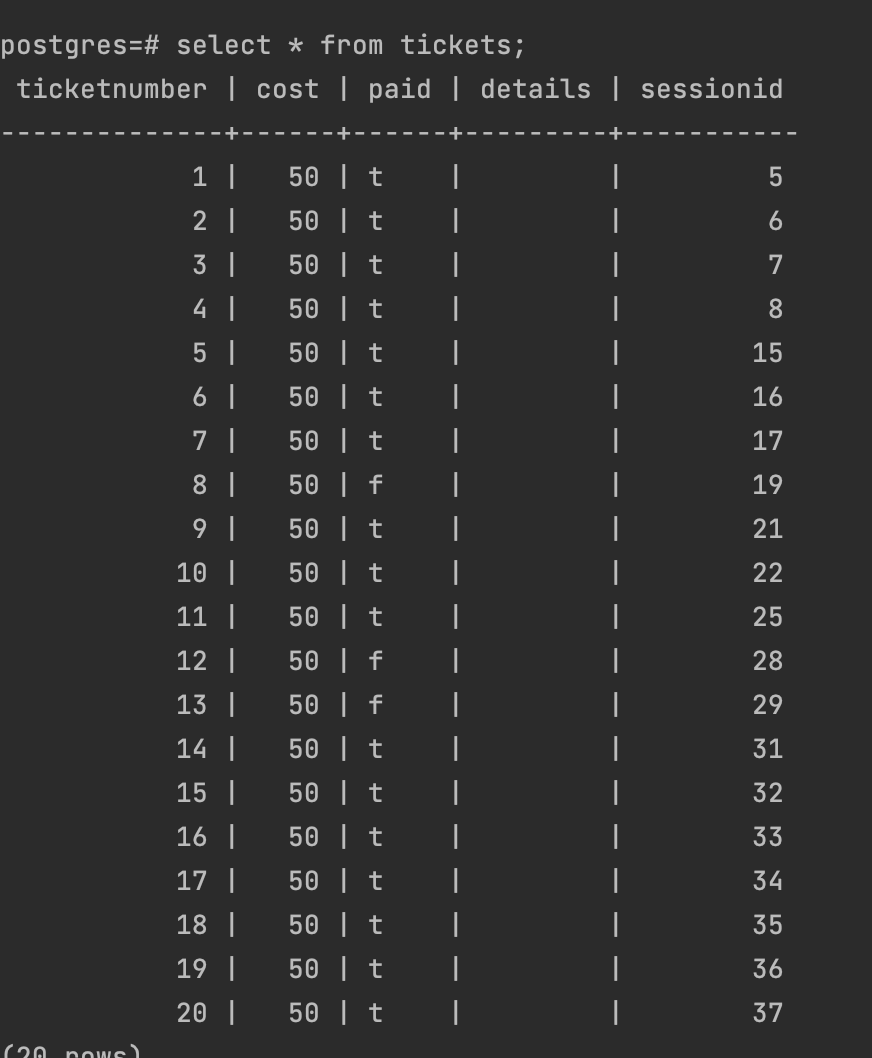 postgres=# select * from tickets;
 ticketnumber | cost | paid | details | sessionid
--------------+------+------+---------+-----------
            1 |   50 | t    |         |         5
            2 |   50 | t    |         |         6
            3 |   50 | t    |         |         7
            4 |   50 | t    |         |         8
            5 |   50 | t    |         |        15
            6 |   50 | t    |         |        16
            7 |   50 | t    |         |        17
            8 |   50 | f    |         |        19
            9 |   50 | t    |         |        21
           10 |   50 | t    |         |        22
           11 |   50 | t    |         |        25
           12 |   50 | f    |         |        28
           13 |   50 | f    |         |        29
           14 |   50 | t    |         |        31
           15 |   50 | t    |         |        32
           16 |   50 | t    |         |        33
           17 |   50 | t    |         |        34
           18 |   50 | t    |         |        35
           19 |   50 | t    |         |        36
           20 |   50 | t    |         |        37
(20 rows)